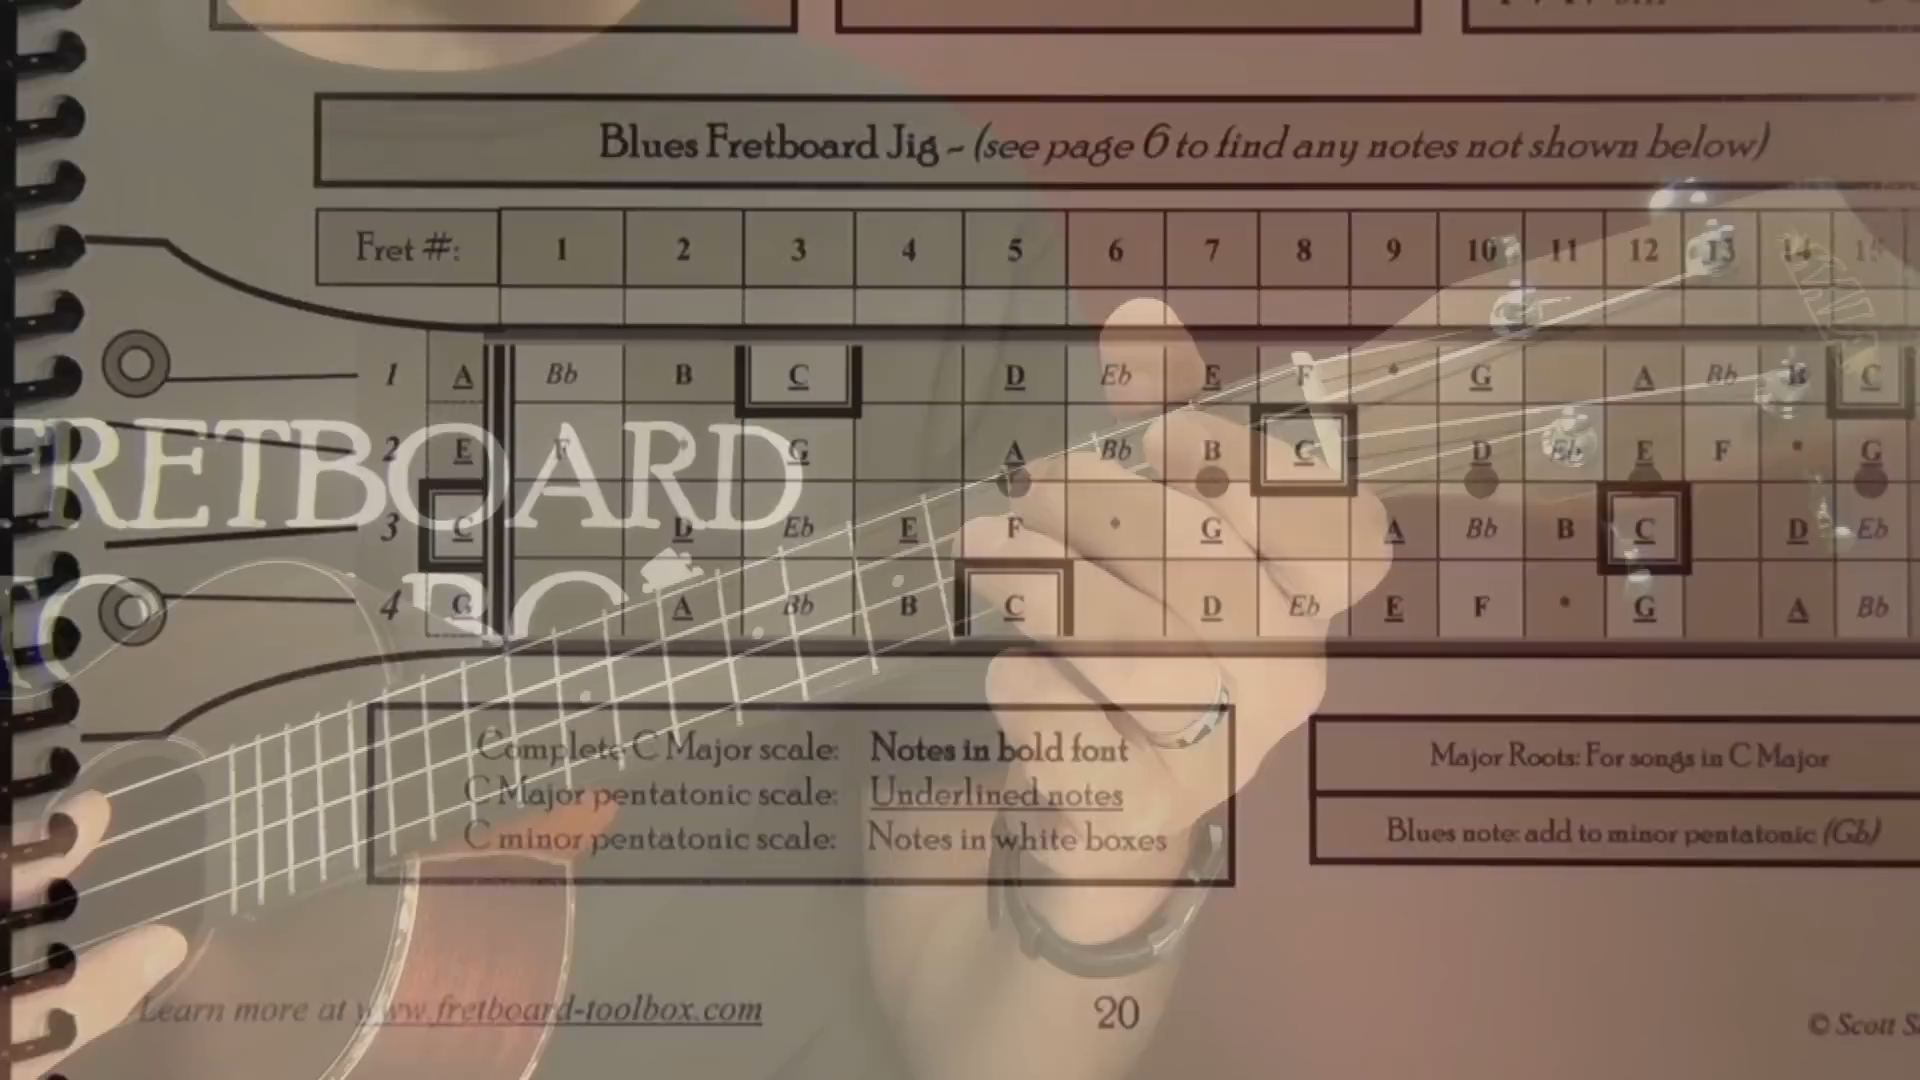 Blues Fretboard Jig - (see page 6 to find any notes not shown below)
Fret #: 1 2 3 4 5 6 7 8 9 10 11 12 13 14 15
1 A Bb B C D Eb E F • G A Bb B C
FRETBOARD
2 E F • G A Bb B C D Eb E F • G
3 C D Eb E F • G A Bb B C D Eb
4 G A Bb B C D Eb E F • G A Bb
Complete C Major scale: Notes in bold font
C Major pentatonic scale: Underlined notes
C minor pentatonic scale: Notes in white boxes
Major Roots: For songs in C Major
Blues note: add to minor pentatonic (Gb)
Learn more at www.fretboard-toolbox.com
20
© Scott